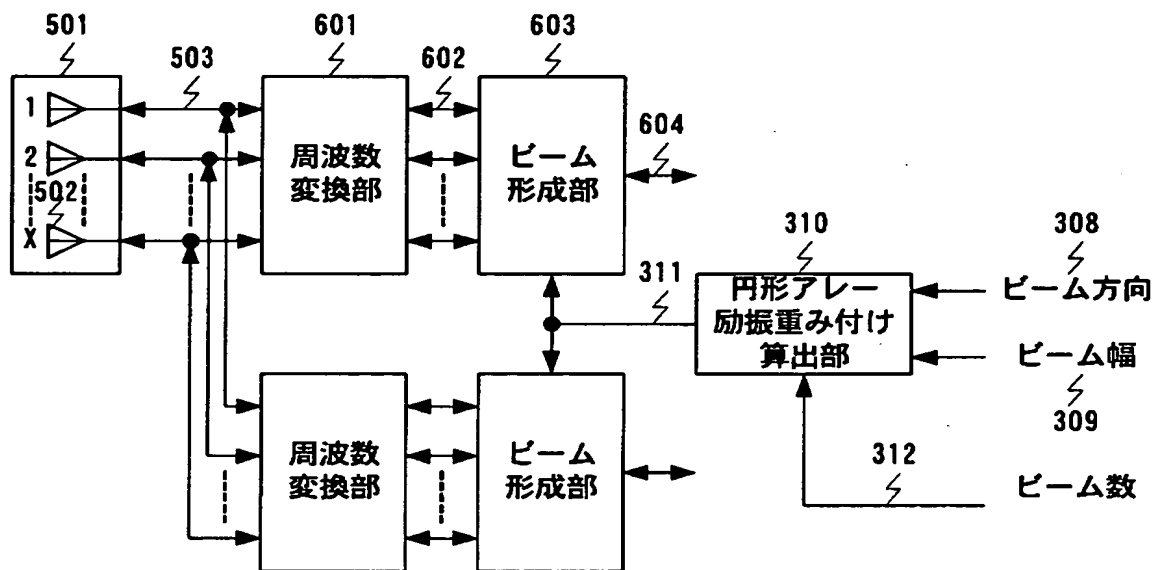 501
503
601
602
603
604
1
2
502
X
周波数
変換部
ビーム
形成部
310
311
円形アレー
励振重み付け
算出部
308
ビーム方向
ビーム幅
309
312
ビーム数
周波数
変換部
ビーム
形成部